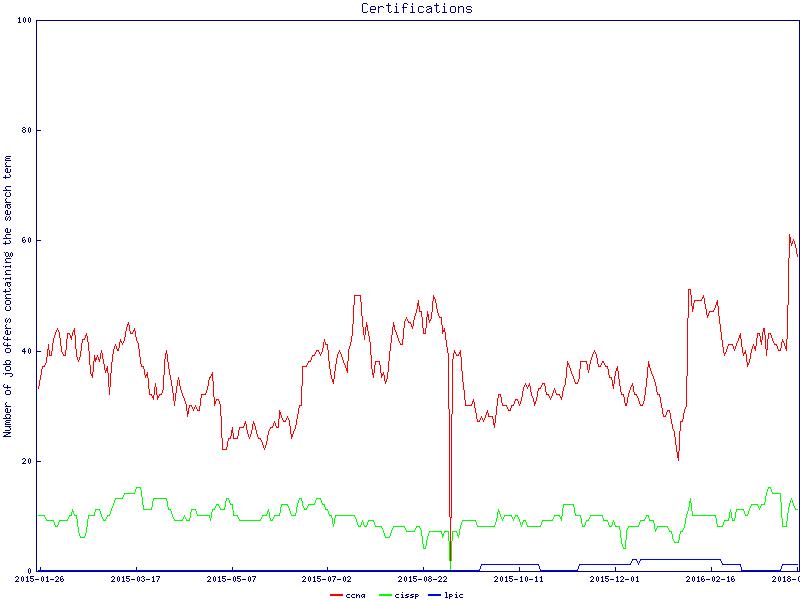 Certifications
100
80
60
40
20
0
Number of job offers containing the search term
2015-01-26 2015-03-17 2015-05-07 2015-07-02 2015-08-22 2015-10-11 2015-12-01 2016-02-16 2018-0
ccna cissp lpic